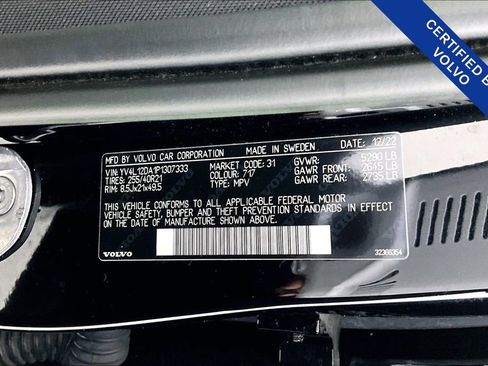 CERTIFIED BY
VOLVO
MFD BY VOLVO CAR CORPORATION MADE IN SWEDEN DATE: 12/22
VIN: YV4L12DA1P1307333 MARKET CODE: 31 GVWR: 5290 LB
TIRES: 255/40R21 COLOUR: 717 GAWR FRONT: 2645 LB
RIM: 8.5Jx21x49.5 TYPE: MPV GAWR REAR: 2735 LB
THIS VEHICLE CONFORMS TO ALL APPLICABLE FEDERAL MOTOR
VEHICLE SAFETY, BUMPER AND THEFT PREVENTION STANDARDS IN EFFECT
ON THE DATE OF MANUFACTURE SHOWN ABOVE.
VOLVO 32366354